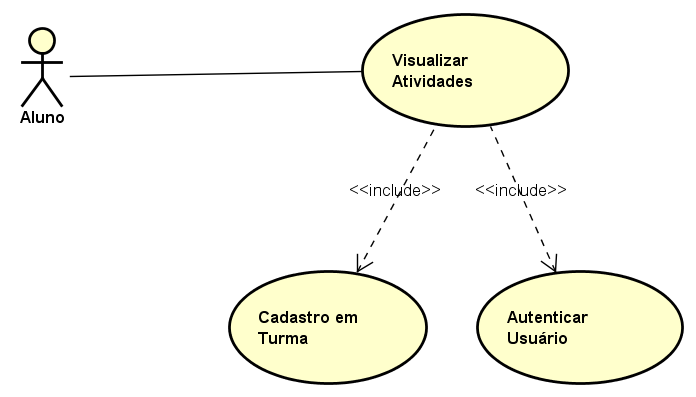 Visualizar
Atividades
Aluno
<<include>>
<<include>>
Cadastro em
Turma
Autenticar
Usuário